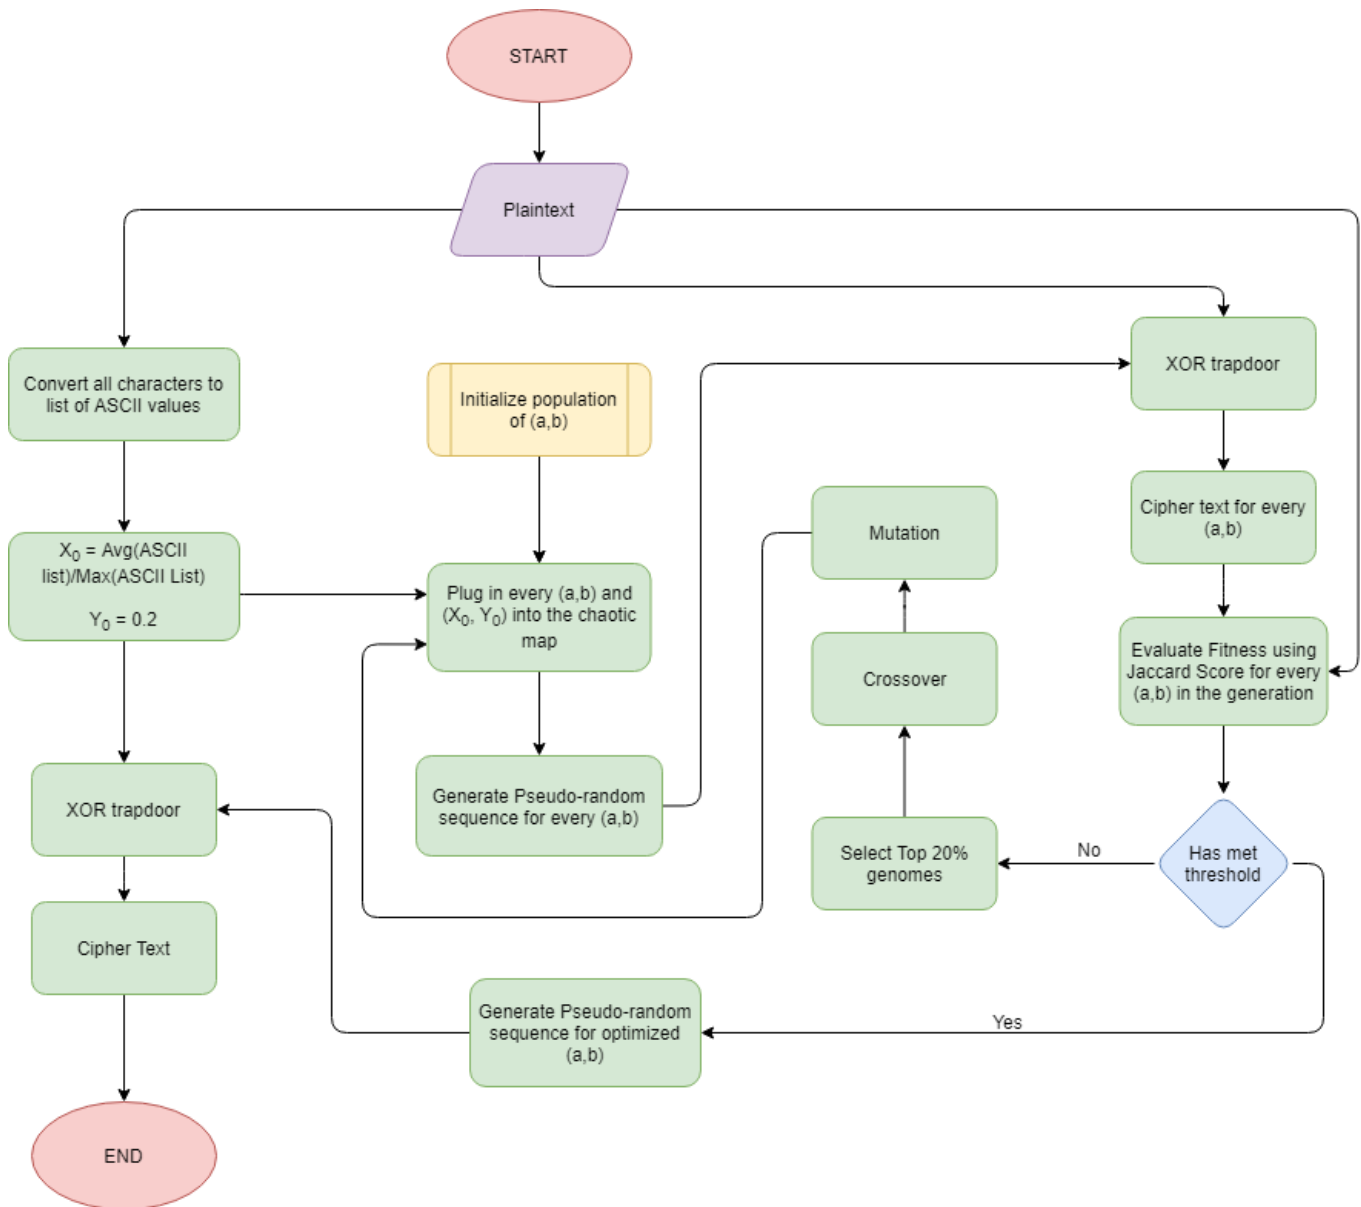 START
Plaintext
Convert all characters to
list of ASCII values
Initialize population
of (a,b)
XOR trapdoor
Cipher text for every
(a,b)
Mutation
X₀ = Avg(ASCII
list)/Max(ASCII List)
Y₀ = 0.2
Plug in every (a,b) and
(X₀, Y₀) into the chaotic
map
Crossover
Evaluate Fitness using
Jaccard Score for every
(a,b) in the generation
XOR trapdoor
Generate Pseudo-random
sequence for every (a,b)
Select Top 20%
genomes
No
Has met
threshold
Cipher Text
Generate Pseudo-random
sequence for optimized
(a,b)
Yes
END